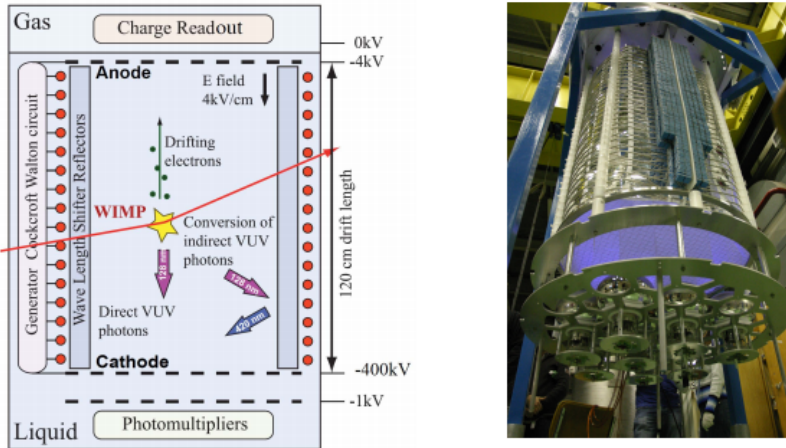 Gas
Charge Readout
0kV
-4kV
Anode
E field
4kV/cm
Generator Cockcroft Walton circuit
Wave Length Shifter Reflectors
Drifting
electrons
WIMP
Conversion of
indirect VUV
photons
128 nm
128 nm
420 nm
Direct VUV
photons
120 cm drift length
Cathode
-400kV
-1kV
Liquid
Photomultipliers